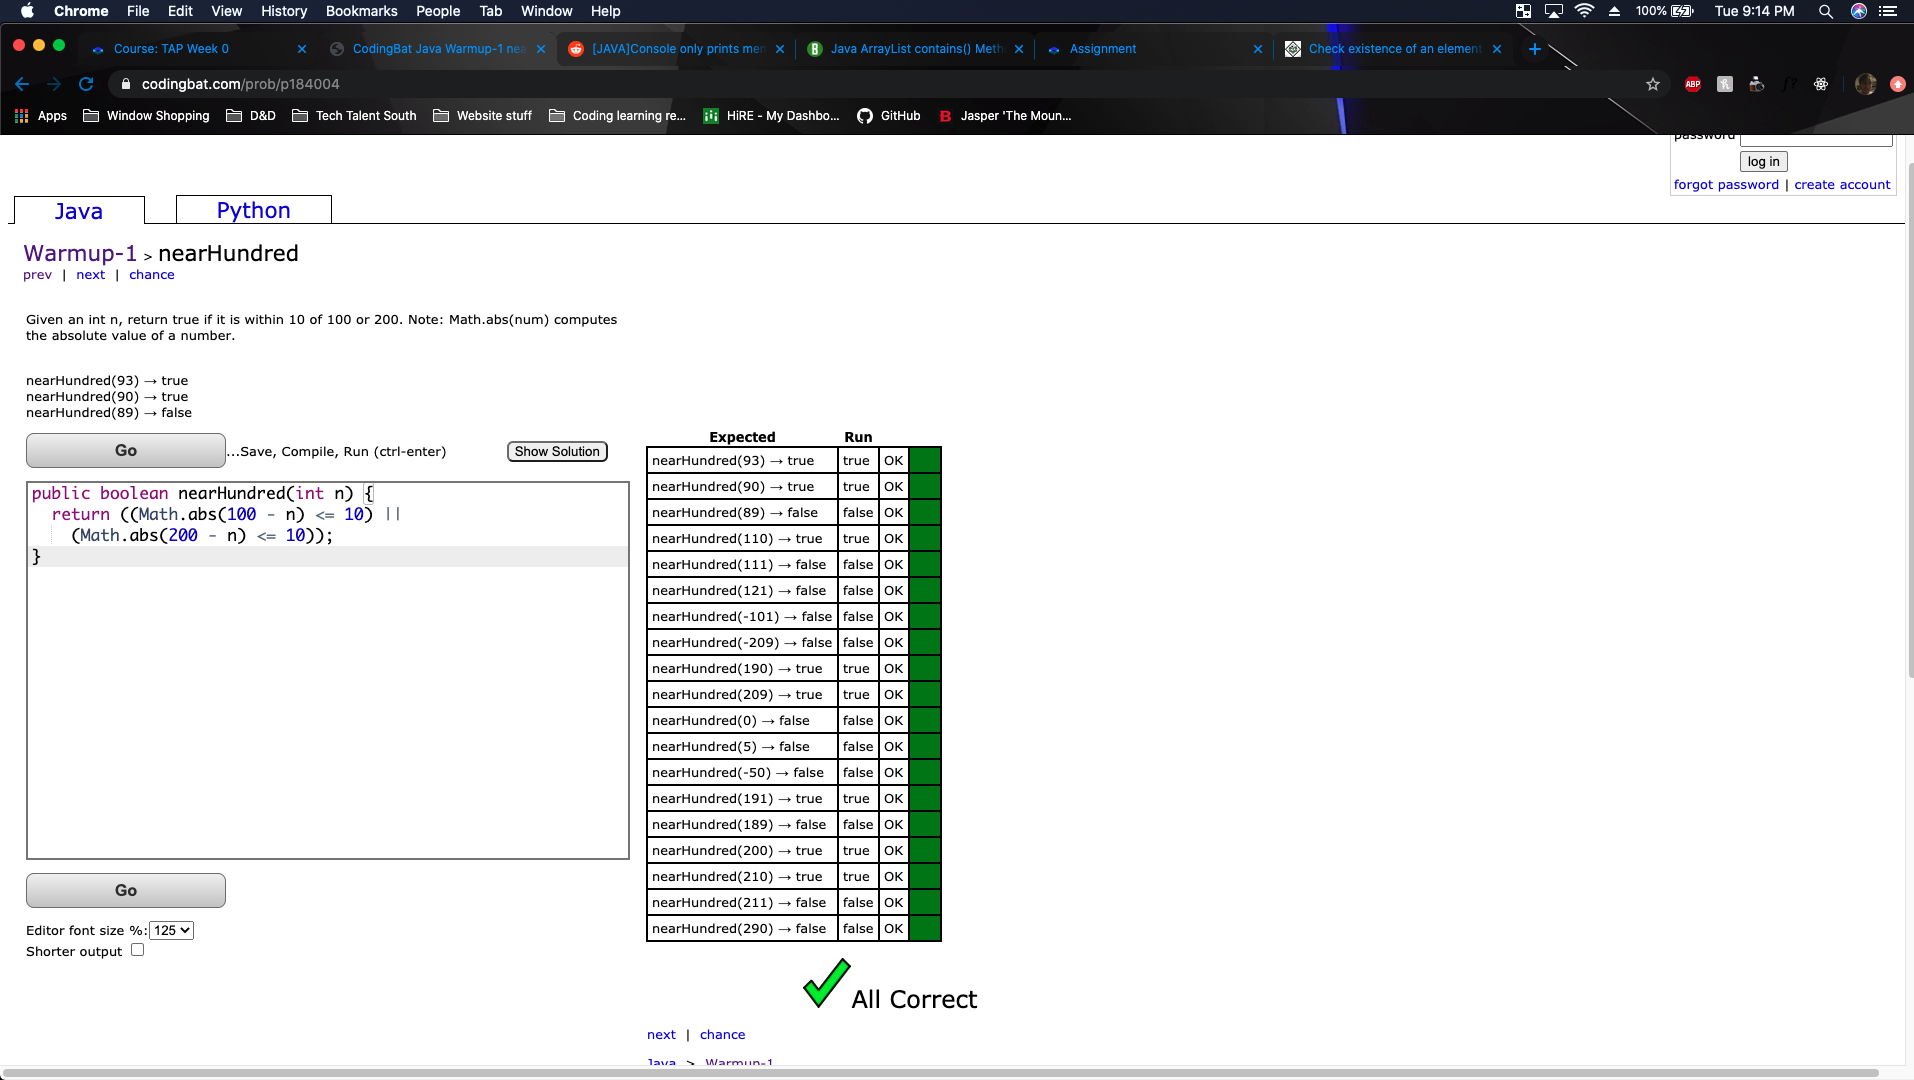 Chrome File Edit View History Bookmarks People Tab Window Help 100% Tue 9:14 PM
Course: TAP Week 0 CodingBat Java Warmup-1 nea [JAVA]Console only prints mem Java ArrayList contains() Meth Assignment Check existence of an element
codingbat.com/prob/p184004 ABP
Apps Window Shopping D&D Tech Talent South Website stuff Coding learning re... HiRE - My Dashbo... GitHub B Jasper 'The Moun...
password
log in
forgot password | create account
Java Python
Warmup-1 > nearHundred
prev | next | chance
Given an int n, return true if it is within 10 of 100 or 200. Note: Math.abs(num) computes
the absolute value of a number.
nearHundred(93) → true
nearHundred(90) → true
nearHundred(89) → false
Go ...Save, Compile, Run (ctrl-enter) Show Solution
public boolean nearHundred(int n) {
return ((Math.abs(100 - n) <= 10) ||
(Math.abs(200 - n) <= 10));
}
Go
Editor font size %: 125
Shorter output
Expected Run
nearHundred(93) → true true OK
nearHundred(90) → true true OK
nearHundred(89) → false false OK
nearHundred(110) → true true OK
nearHundred(111) → false false OK
nearHundred(121) → false false OK
nearHundred(-101) → false false OK
nearHundred(-209) → false false OK
nearHundred(190) → true true OK
nearHundred(209) → true true OK
nearHundred(0) → false false OK
nearHundred(5) → false false OK
nearHundred(-50) → false false OK
nearHundred(191) → true true OK
nearHundred(189) → false false OK
nearHundred(200) → true true OK
nearHundred(210) → true true OK
nearHundred(211) → false false OK
nearHundred(290) → false false OK
All Correct
next | chance
Java > Warmup-1